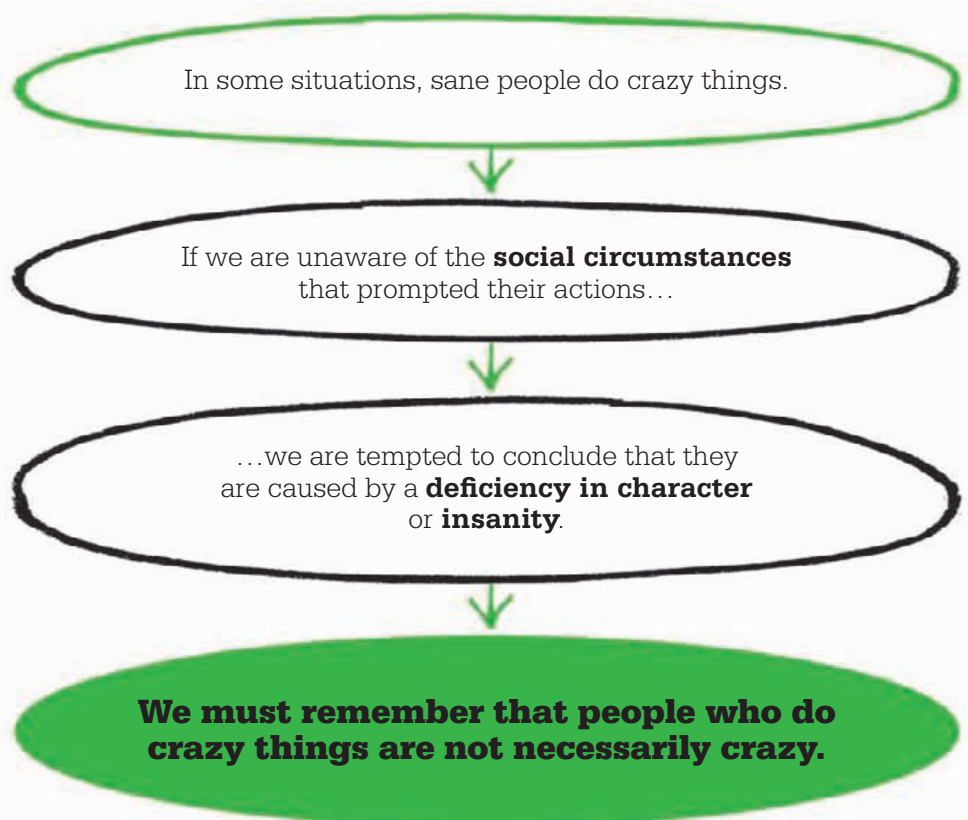 In some situations, sane people do crazy things.
If we are unaware of the social circumstances
that prompted their actions…
…we are tempted to conclude that they
are caused by a deficiency in character
or insanity.
We must remember that people who do
crazy things are not necessarily crazy.